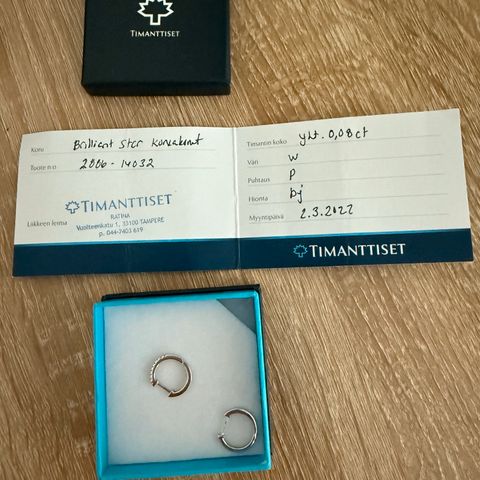 TIMANTTISET
Koru Brilliant Star korvakorut
Tuote n:o 2006-14032
TIMANTTISET
RATINA
Liikkeen leima Vuolteenkatu 1, 33100 TAMPERE
p. 044-7403 619
Timantin koko yht. 0,08ct
Väri W
Puhtaus P
Hionta bj
Myyntipäivä 2.3.2022
TIMANTTISET